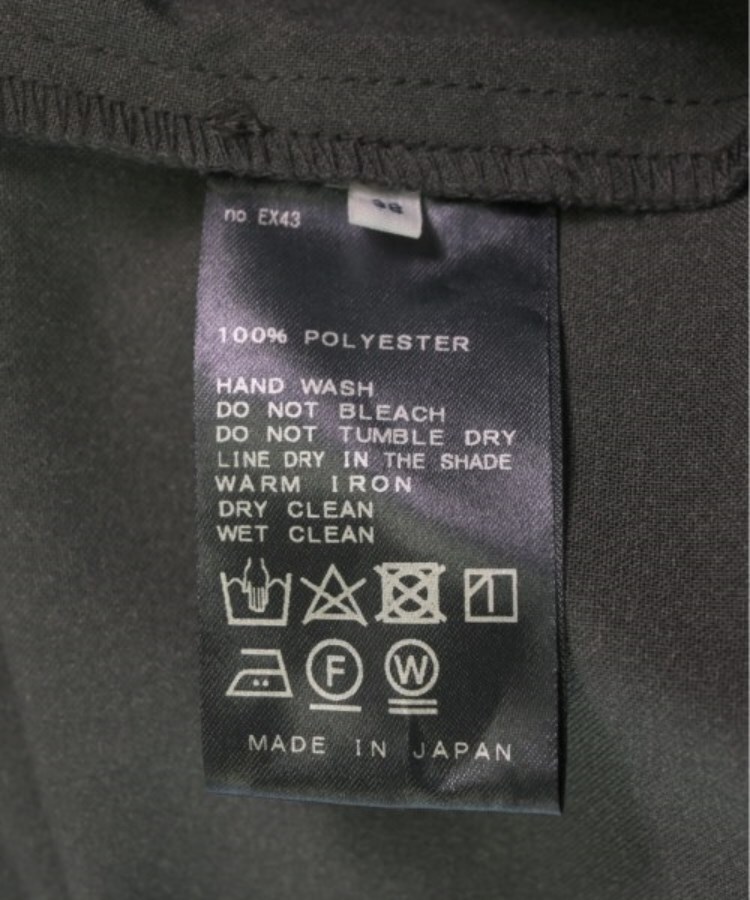 no EX43
100% POLYESTER
HAND WASH
DO NOT BLEACH
DO NOT TUMBLE DRY
LINE DRY IN THE SHADE
WARM IRON
DRY CLEAN
WET CLEAN
F W
MADE IN JAPAN